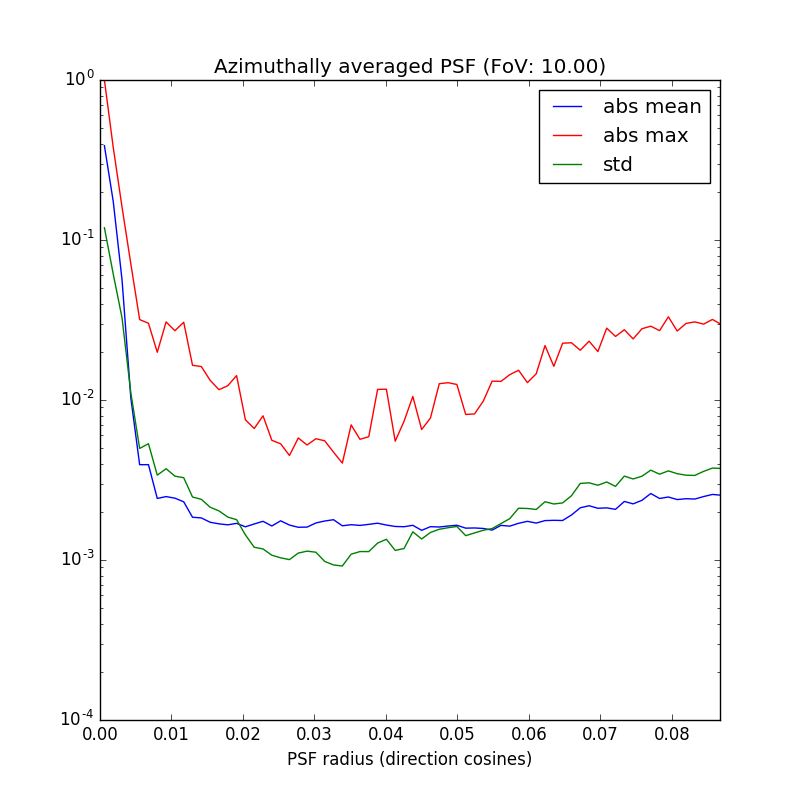 Azimuthally averaged PSF (FoV: 10.00)
abs mean
abs max
std
10^0
10^-1
10^-2
10^-3
10^-4
0.00 0.01 0.02 0.03 0.04 0.05 0.06 0.07 0.08
PSF radius (direction cosines)